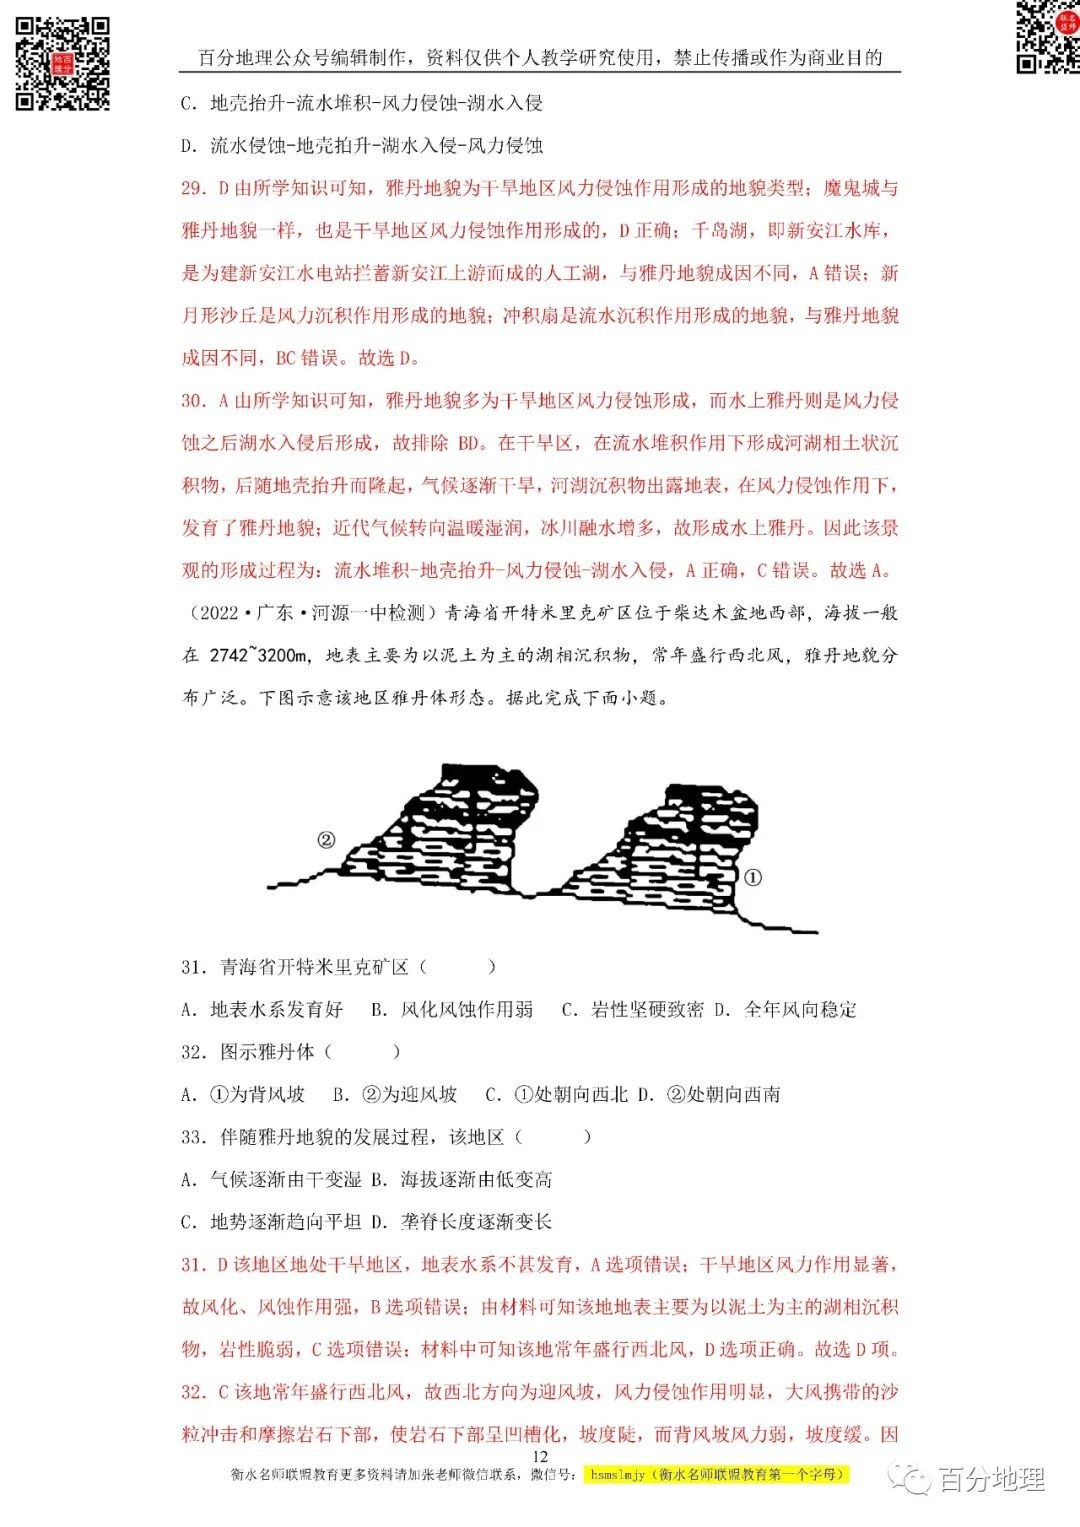 百分地理公众号编辑制作，资料仅供个人教学研究使用，禁止传播或作为商业目的
C．地壳抬升-流水堆积-风力侵蚀-湖水入侵
D．流水侵蚀-地壳抬升-湖水入侵-风力侵蚀
29．D 由所学知识可知，雅丹地貌为干旱地区风力侵蚀作用形成的地貌类型；魔鬼城与
雅丹地貌一样，也是干旱地区风力侵蚀作用形成的，D 正确；千岛湖，即新安江水库，
是为建新安江水电站拦蓄新安江上游而成的人工湖，与雅丹地貌成因不同，A 错误；新
月形沙丘是风力沉积作用形成的地貌；冲积扇是流水沉积作用形成的地貌，与雅丹地貌
成因不同，BC 错误。故选 D。
30．A 由所学知识可知，雅丹地貌多为干旱地区风力侵蚀形成，而水上雅丹则是风力侵
蚀之后湖水入侵后形成，故排除 BD。在干旱区，在流水堆积作用下形成河湖相土状沉
积物，后随地壳抬升而隆起，气候逐渐干旱，河湖沉积物出露地表，在风力侵蚀作用下，
发育了雅丹地貌；近代气候转向温暖湿润，冰川融水增多，故形成水上雅丹。因此该景
观的形成过程为：流水堆积-地壳抬升-风力侵蚀-湖水入侵，A 正确，C 错误。故选 A。
（2022·广东·河源一中检测）青海省开特米里克矿区位于柴达木盆地西部，海拔一般
在 2742~3200m，地表主要为以泥土为主的湖相沉积物，常年盛行西北风，雅丹地貌分
布广泛。下图示意该地区雅丹体形态。据此完成下面小题。
②
①
31．青海省开特米里克矿区（　　）
A．地表水系发育好 B．风化风蚀作用弱 C．岩性坚硬致密 D．全年风向稳定
32．图示雅丹体（　　）
A．①为背风坡 B．②为迎风坡 C．①处朝向西北 D．②处朝向西南
33．伴随雅丹地貌的发展过程，该地区（　　）
A．气候逐渐由干变湿 B．海拔逐渐由低变高
C．地势逐渐趋向平坦 D．垄脊长度逐渐变长
31．D 该地区地处干旱地区，地表水系不甚发育，A 选项错误；干旱地区风力作用显著，
故风化、风蚀作用强，B 选项错误；由材料可知该地地表主要为以泥土为主的湖相沉积
物，岩性脆弱，C 选项错误；材料中可知该地常年盛行西北风，D 选项正确。故选 D 项。
32．C 该地常年盛行西北风，故西北方向为迎风坡，风力侵蚀作用明显，大风携带的沙
粒冲击和摩擦岩石下部，使岩石下部呈凹槽化，坡度陡，而背风坡风力弱，坡度缓。因
12
衡水名师联盟教育更多资料请加张老师微信联系，微信号： hsmslmjy（衡水名师联盟教育第一个字母）
百分地理